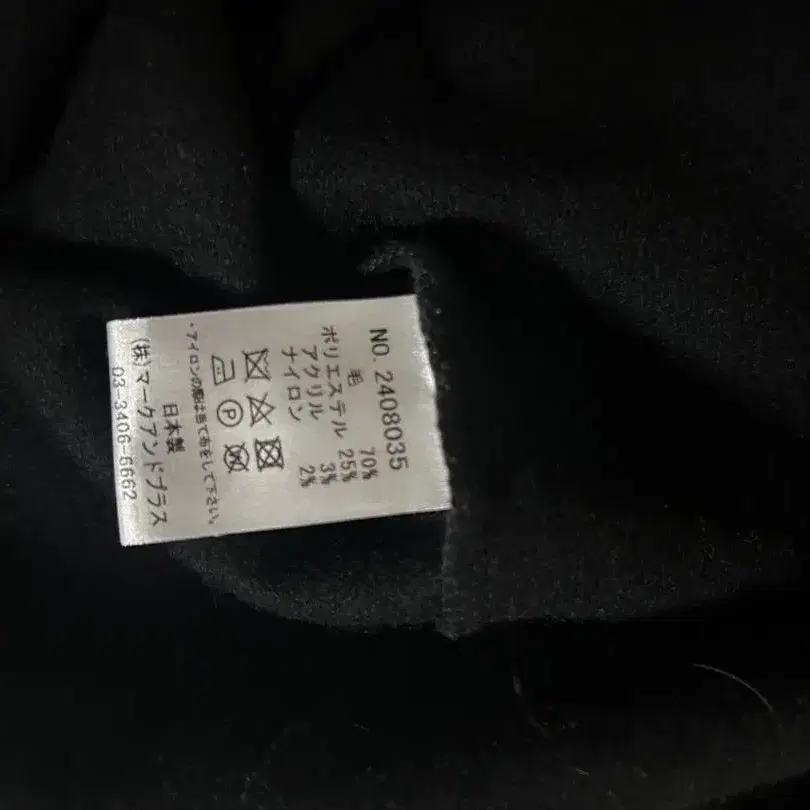 NO. 2408035
毛 70%
ポリエステル 25%
アクリル 3%
ナイロン 2%
・アイロンの際は当て布をして下さい。
日本製
(株)マークアンドプラス
03-3406-6662